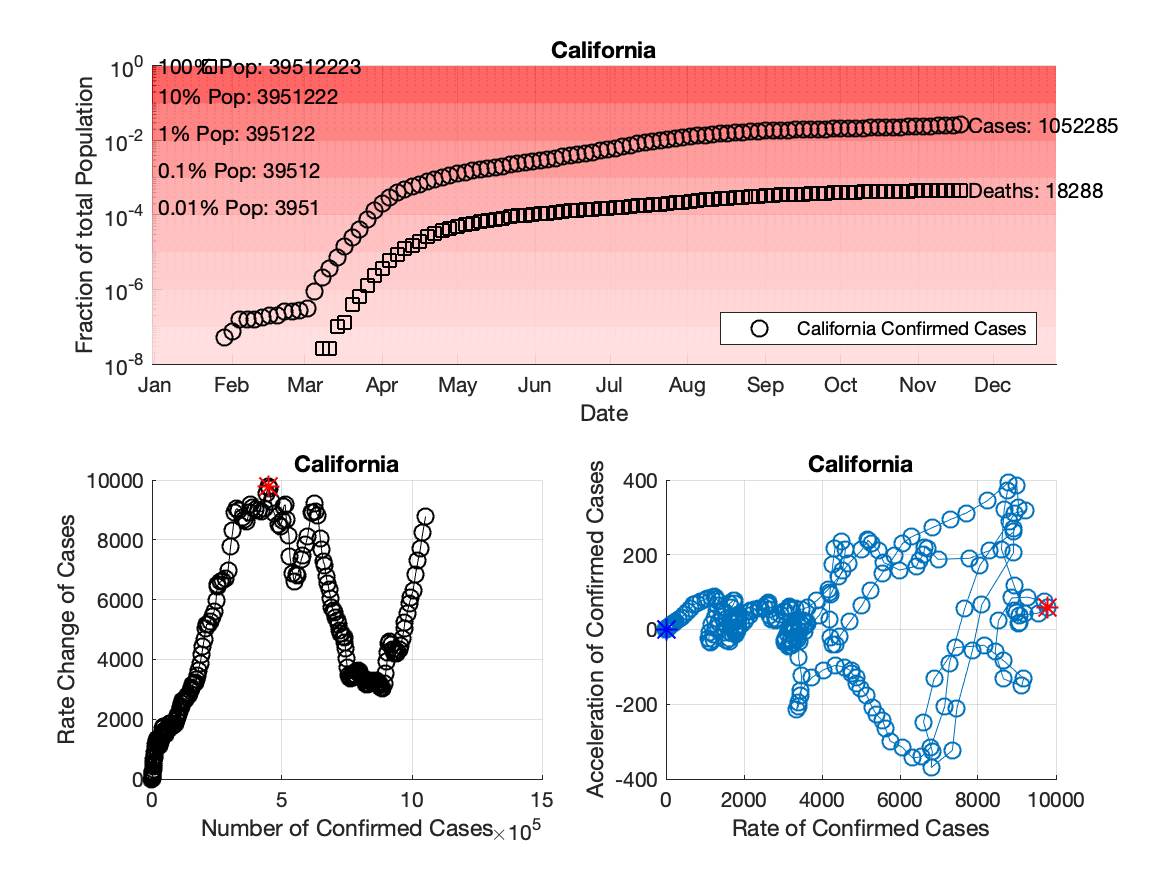 California
10^0
10^-2
10^-4
10^-6
10^-8
Fraction of total Population
100% Pop: 39512223
10% Pop: 3951222
1% Pop: 395122
0.1% Pop: 39512
0.01% Pop: 3951
Cases: 1052285
Deaths: 18288
California Confirmed Cases
Jan Feb Mar Apr May Jun Jul Aug Sep Oct Nov Dec
Date
California
10000
8000
6000
4000
2000
0
Rate Change of Cases
0 5 10 15
Number of Confirmed Cases ×10^5
California
400
200
0
-200
-400
Acceleration of Confirmed Cases
0 2000 4000 6000 8000 10000
Rate of Confirmed Cases